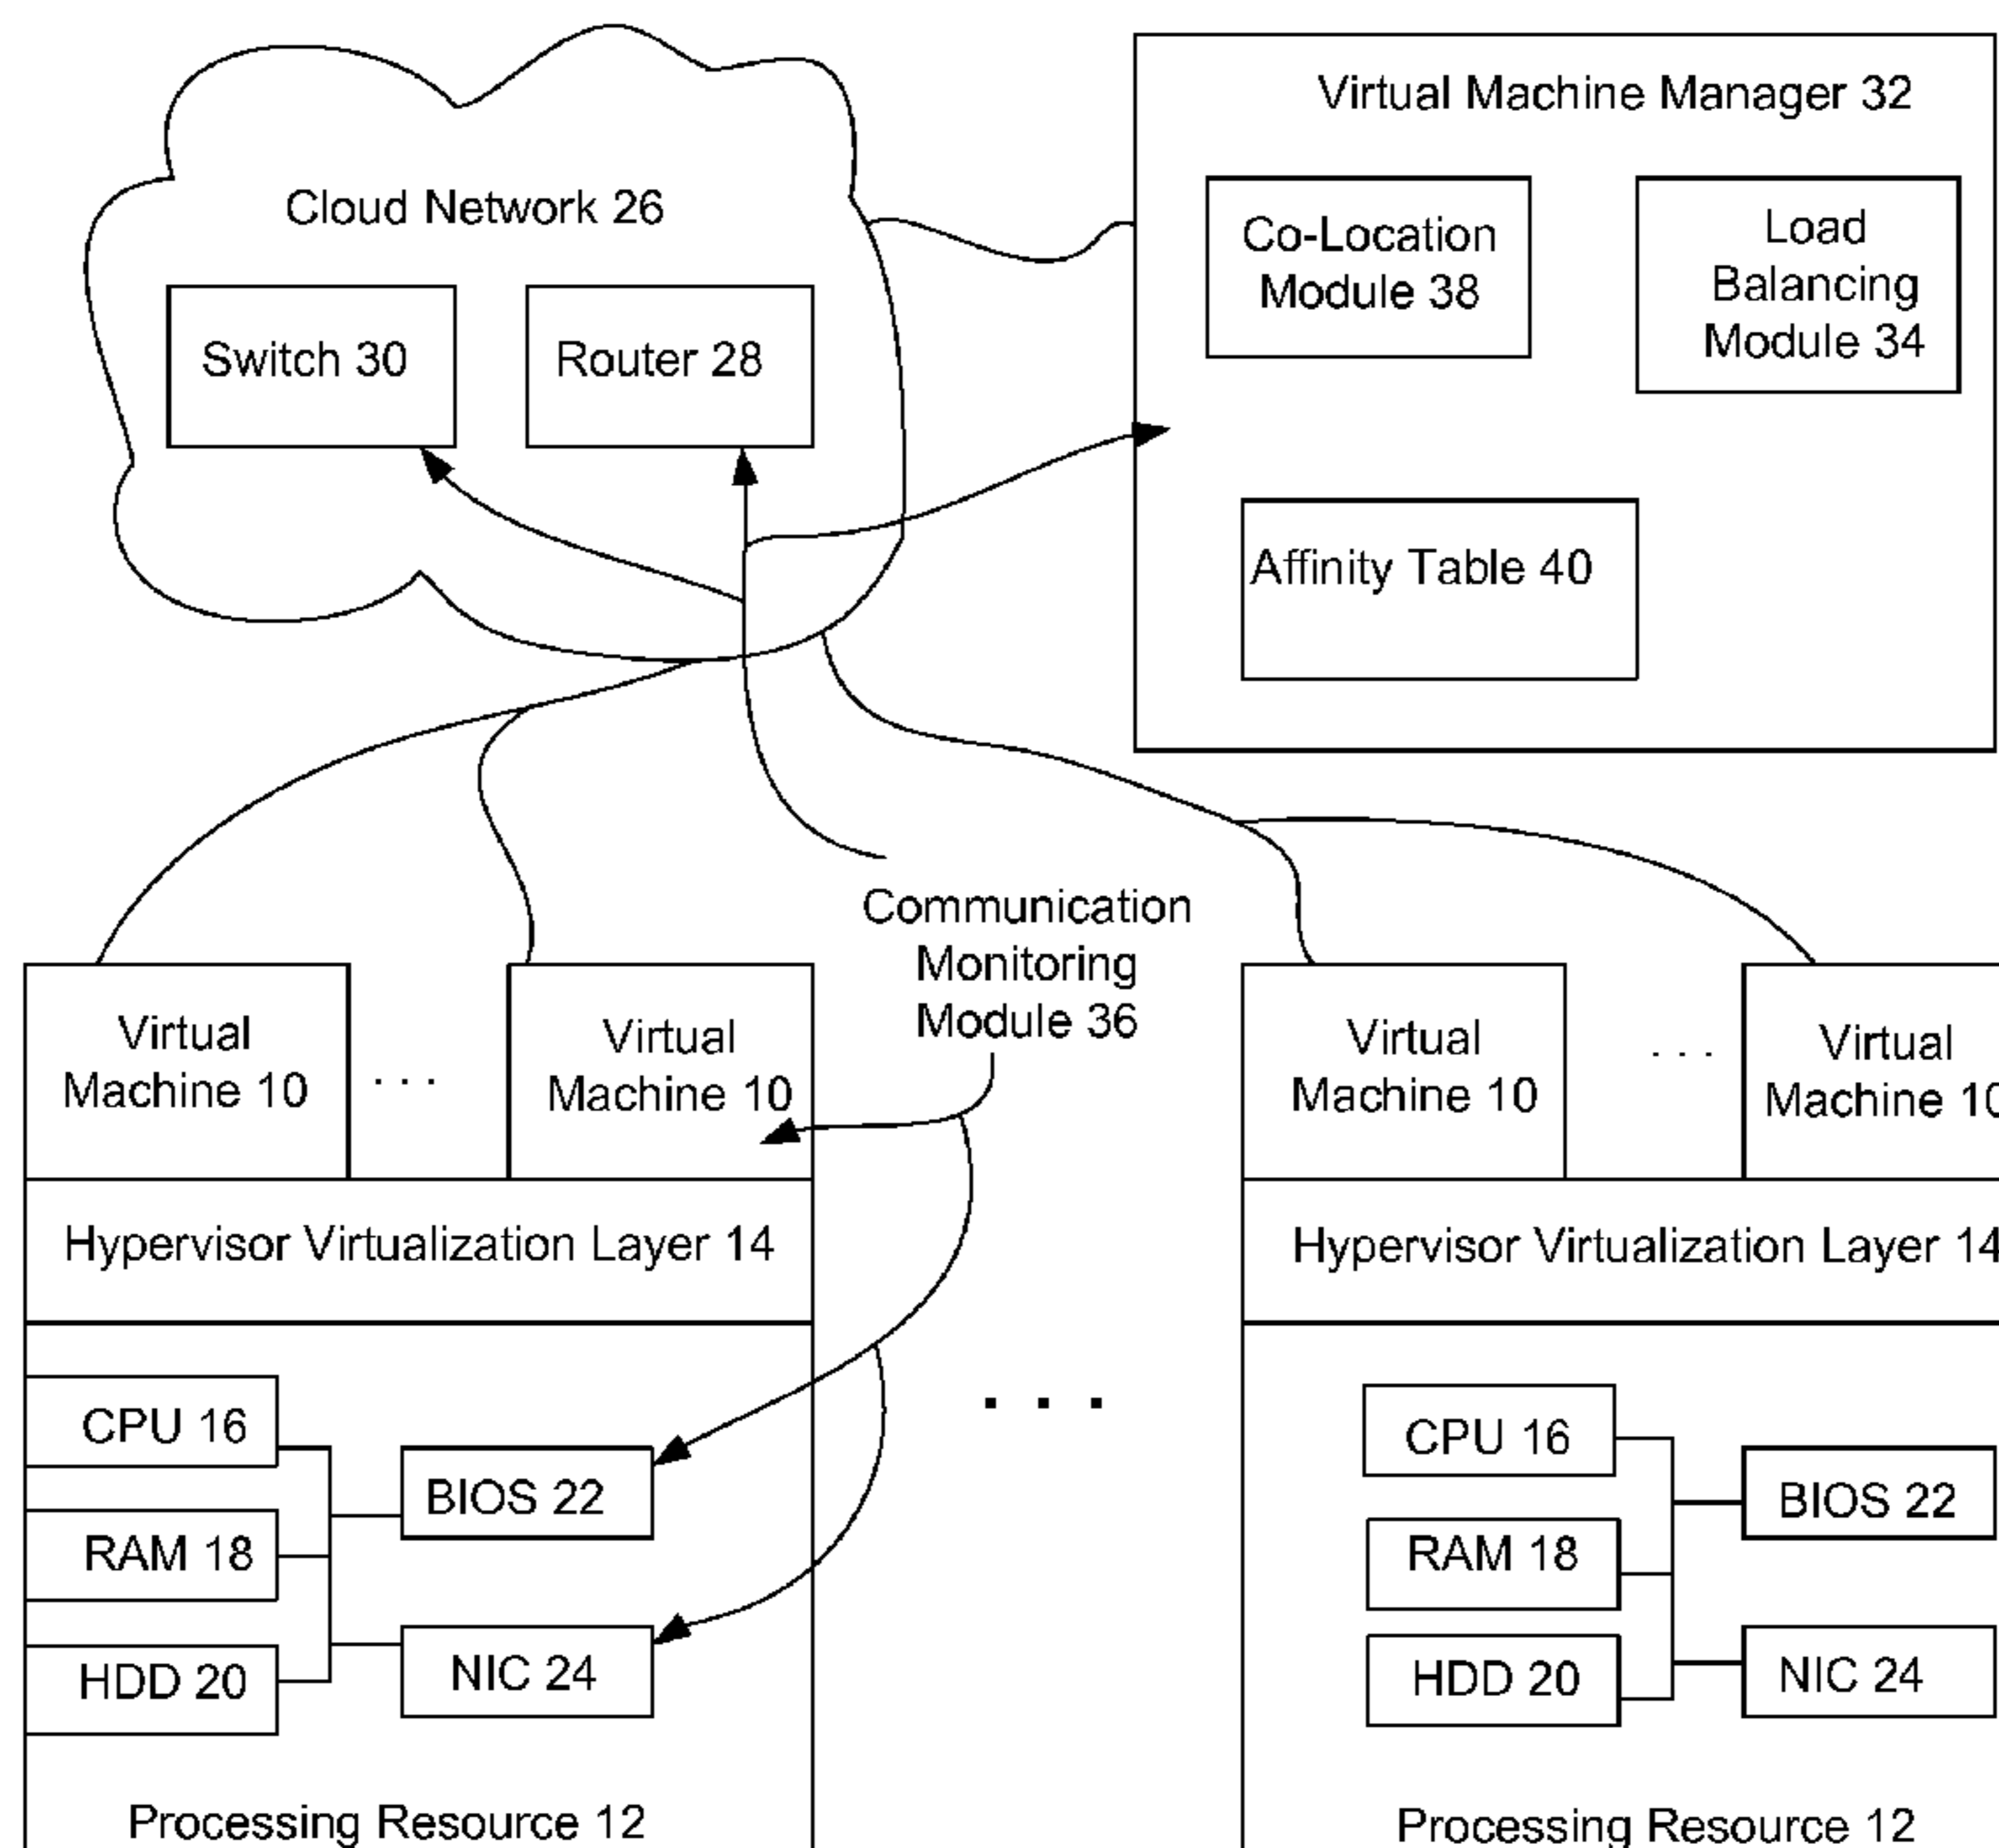 Virtual Machine Manager 32
Cloud Network 26
Co-Location
Module 38
Load
Balancing
Module 34
Switch 30
Router 28
Affinity Table 40
Communication
Monitoring
Module 36
Virtual
Machine 10
. . .
Virtual
Machine 10
Virtual
Machine 10
. . .
Virtual
Machine 10
Hypervisor Virtualization Layer 14
Hypervisor Virtualization Layer 14
CPU 16
RAM 18
HDD 20
BIOS 22
NIC 24
Processing Resource 12
. . .
CPU 16
RAM 18
HDD 20
BIOS 22
NIC 24
Processing Resource 12